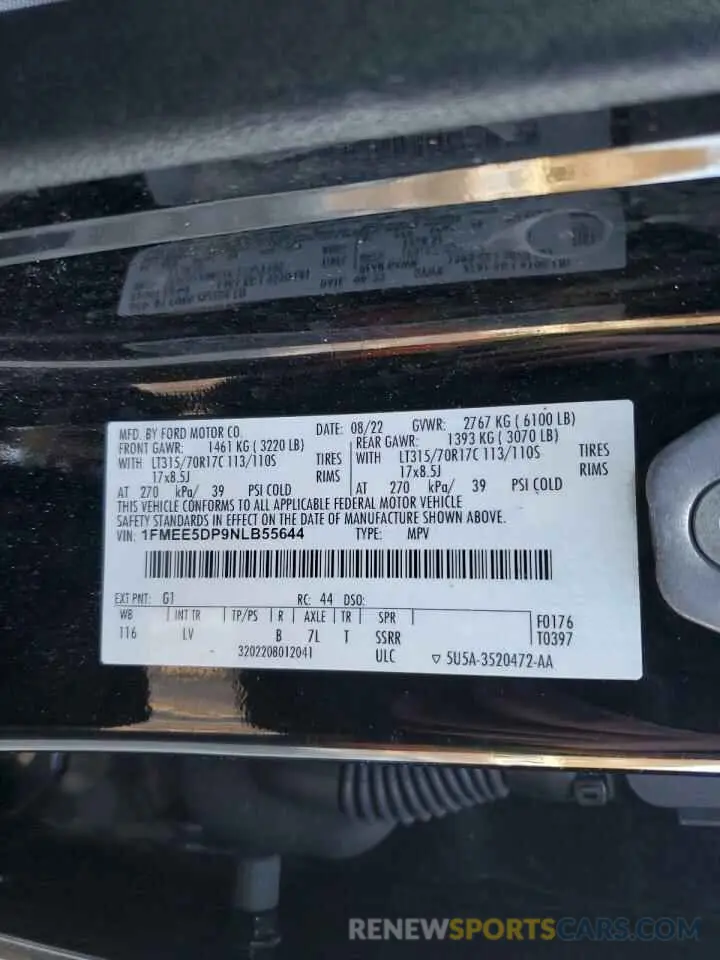 MFD. BY FORD MOTOR CO. DATE: 08/22 GVWR: 2767 KG (6100 LB)
FRONT GAWR: 1461 KG (3220 LB) REAR GAWR: 1393 KG (3070 LB)
WITH LT315/70R17C 113/110S TIRES WITH LT315/70R17C 113/110S TIRES
17x8.5J RIMS 17x8.5J RIMS
AT 270 kPa/ 39 PSI COLD AT 270 kPa/ 39 PSI COLD
THIS VEHICLE CONFORMS TO ALL APPLICABLE FEDERAL MOTOR VEHICLE
SAFETY STANDARDS IN EFFECT ON THE DATE OF MANUFACTURE SHOWN ABOVE.
VIN: 1FMEE5DP9NLB55644 TYPE: MPV
EXT PNT: G1 RC: 44 DSO:
WB INT TR TP/PS R AXLE TR SPR F0176
116 LV B 7L T SSRR T0397
3202208012041 ULC ▽ 5U5A-3520472-AA
RENEWSPORTCARS.COM